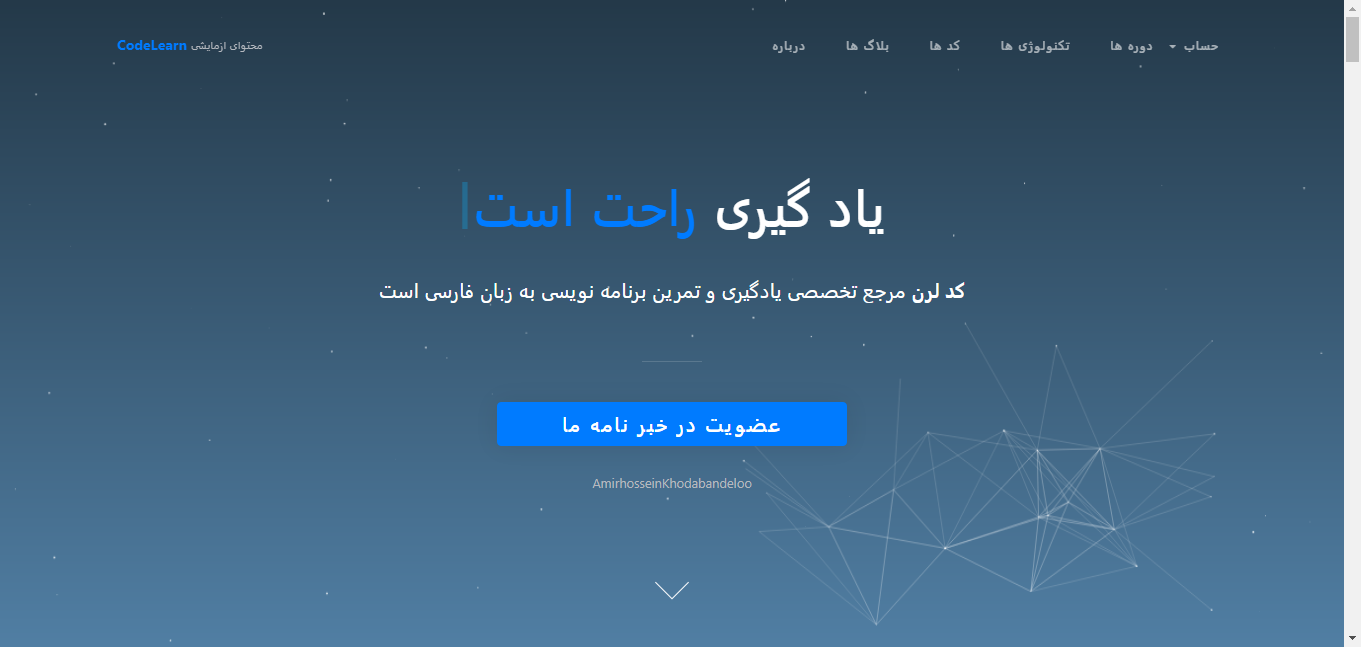 حساب دوره ها تکنولوژی ها کد ها بلاگ ها درباره
CodeLearn محتوای ازمایشی
یاد گیری راحت است|
کد لرن مرجع تخصصی یادگیری و تمرین برنامه نویسی به زبان فارسی است
عضویت در خبر نامه ما
AmirhosseinKhodabandeloo